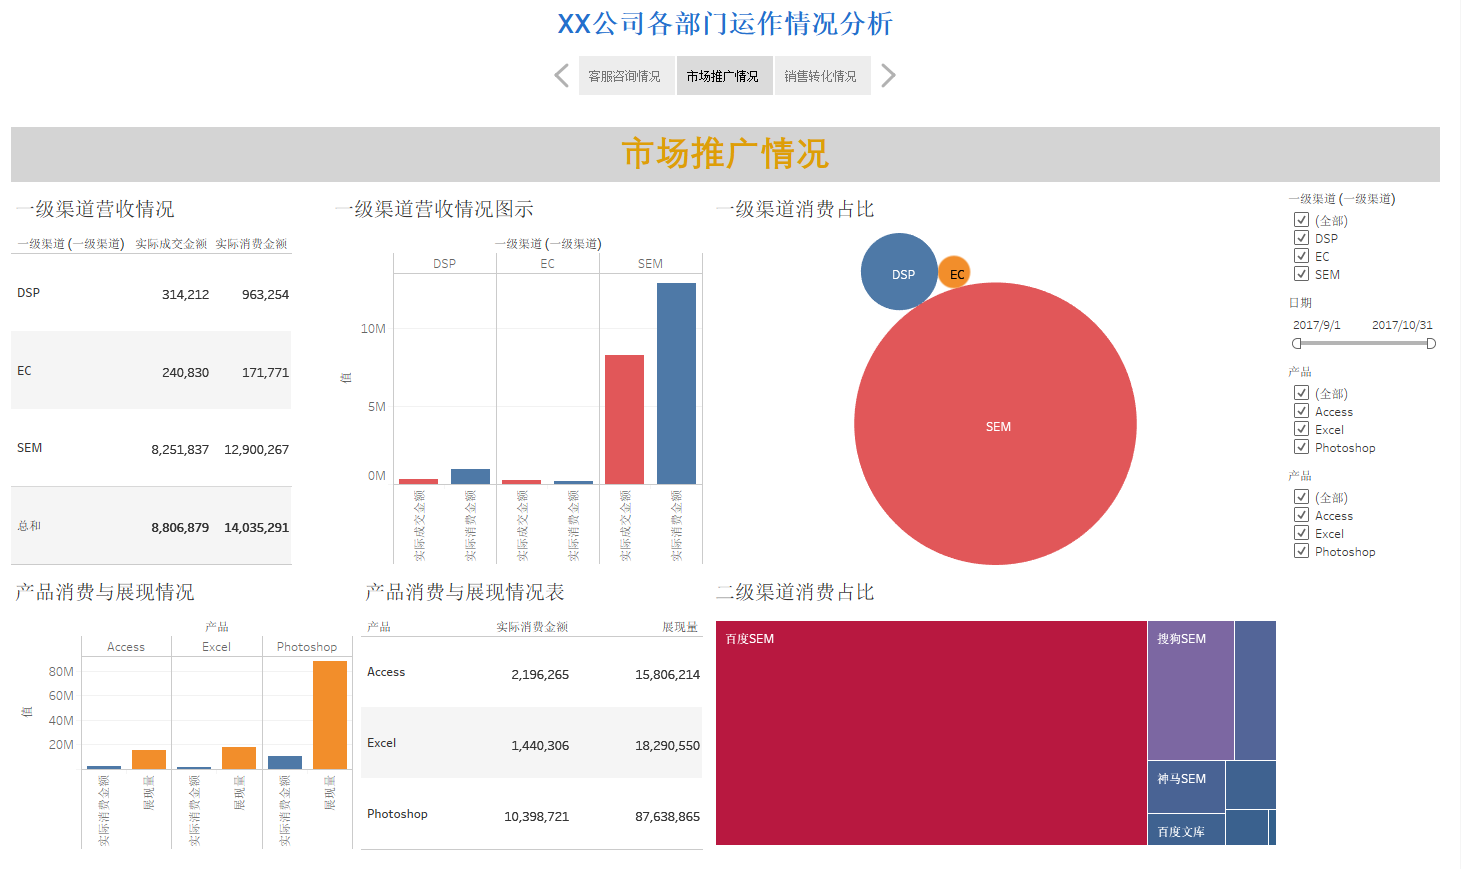 XX公司各部门运作情况分析
客服咨询情况 市场推广情况 销售转化情况
市场推广情况
一级渠道营收情况
一级渠道 (一级渠道) 实际成交金额 实际消费金额
DSP 314,212 963,254
EC 240,830 171,771
SEM 8,251,837 12,900,267
总和 8,806,879 14,035,291
一级渠道营收情况图示
一级渠道 (一级渠道)
DSP EC SEM
10M
5M
0M
值
实际成交金额 实际消费金额 实际成交金额 实际消费金额 实际成交金额 实际消费金额
一级渠道消费占比
DSP
EC
SEM
一级渠道 (一级渠道)
(全部)
DSP
EC
SEM
日期
2017/9/1 2017/10/31
产品
(全部)
Access
Excel
Photoshop
产品
(全部)
Access
Excel
Photoshop
产品消费与展现情况
产品
Access Excel Photoshop
80M
60M
40M
20M
值
实际消费金额 展现量 实际消费金额 展现量 实际消费金额 展现量
产品消费与展现情况表
产品 实际消费金额 展现量
Access 2,196,265 15,806,214
Excel 1,440,306 18,290,550
Photoshop 10,398,721 87,638,865
二级渠道消费占比
百度SEM
搜狗SEM
神马SEM
百度文库